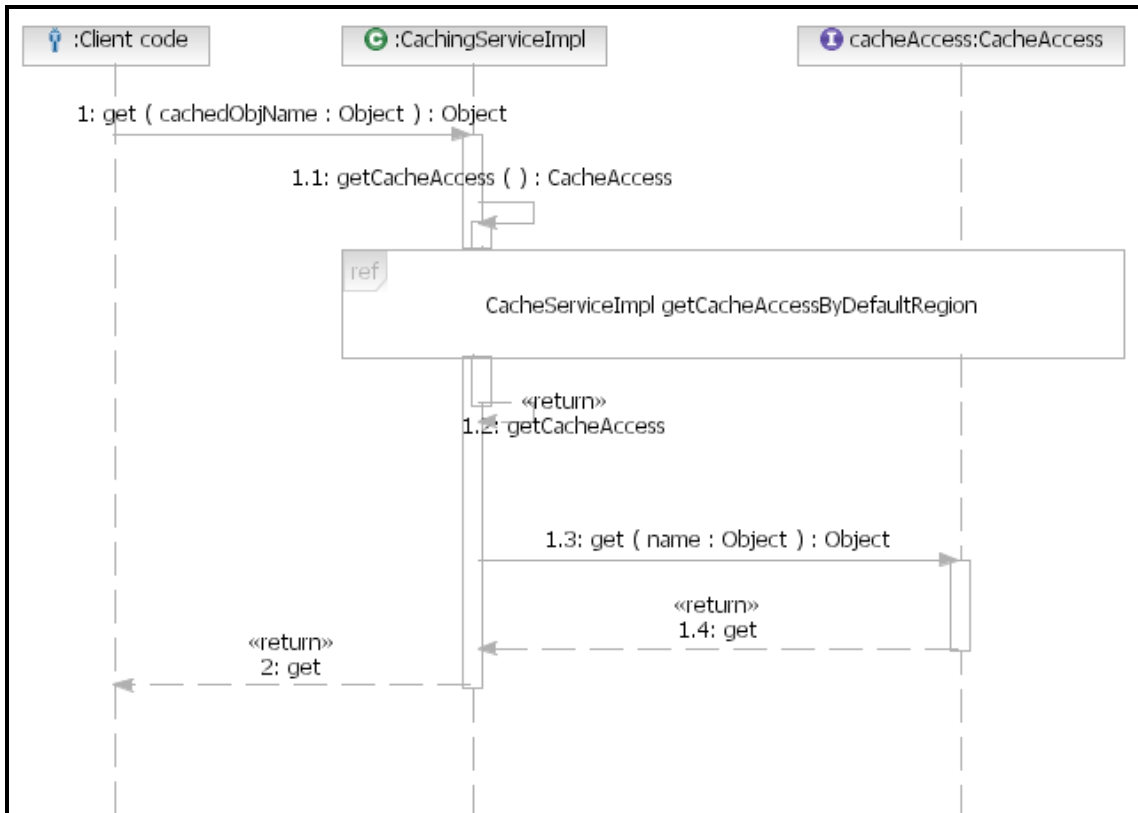 :Client code
C :CachingServiceImpl
I cacheAccess:CacheAccess
1: get ( cachedObjName : Object ) : Object
1.1: getCacheAccess ( ) : CacheAccess
ref
CacheServiceImpl getCacheAccessByDefaultRegion
«return»
1.2: getCacheAccess
1.3: get ( name : Object ) : Object
«return»
1.4: get
«return»
2: get